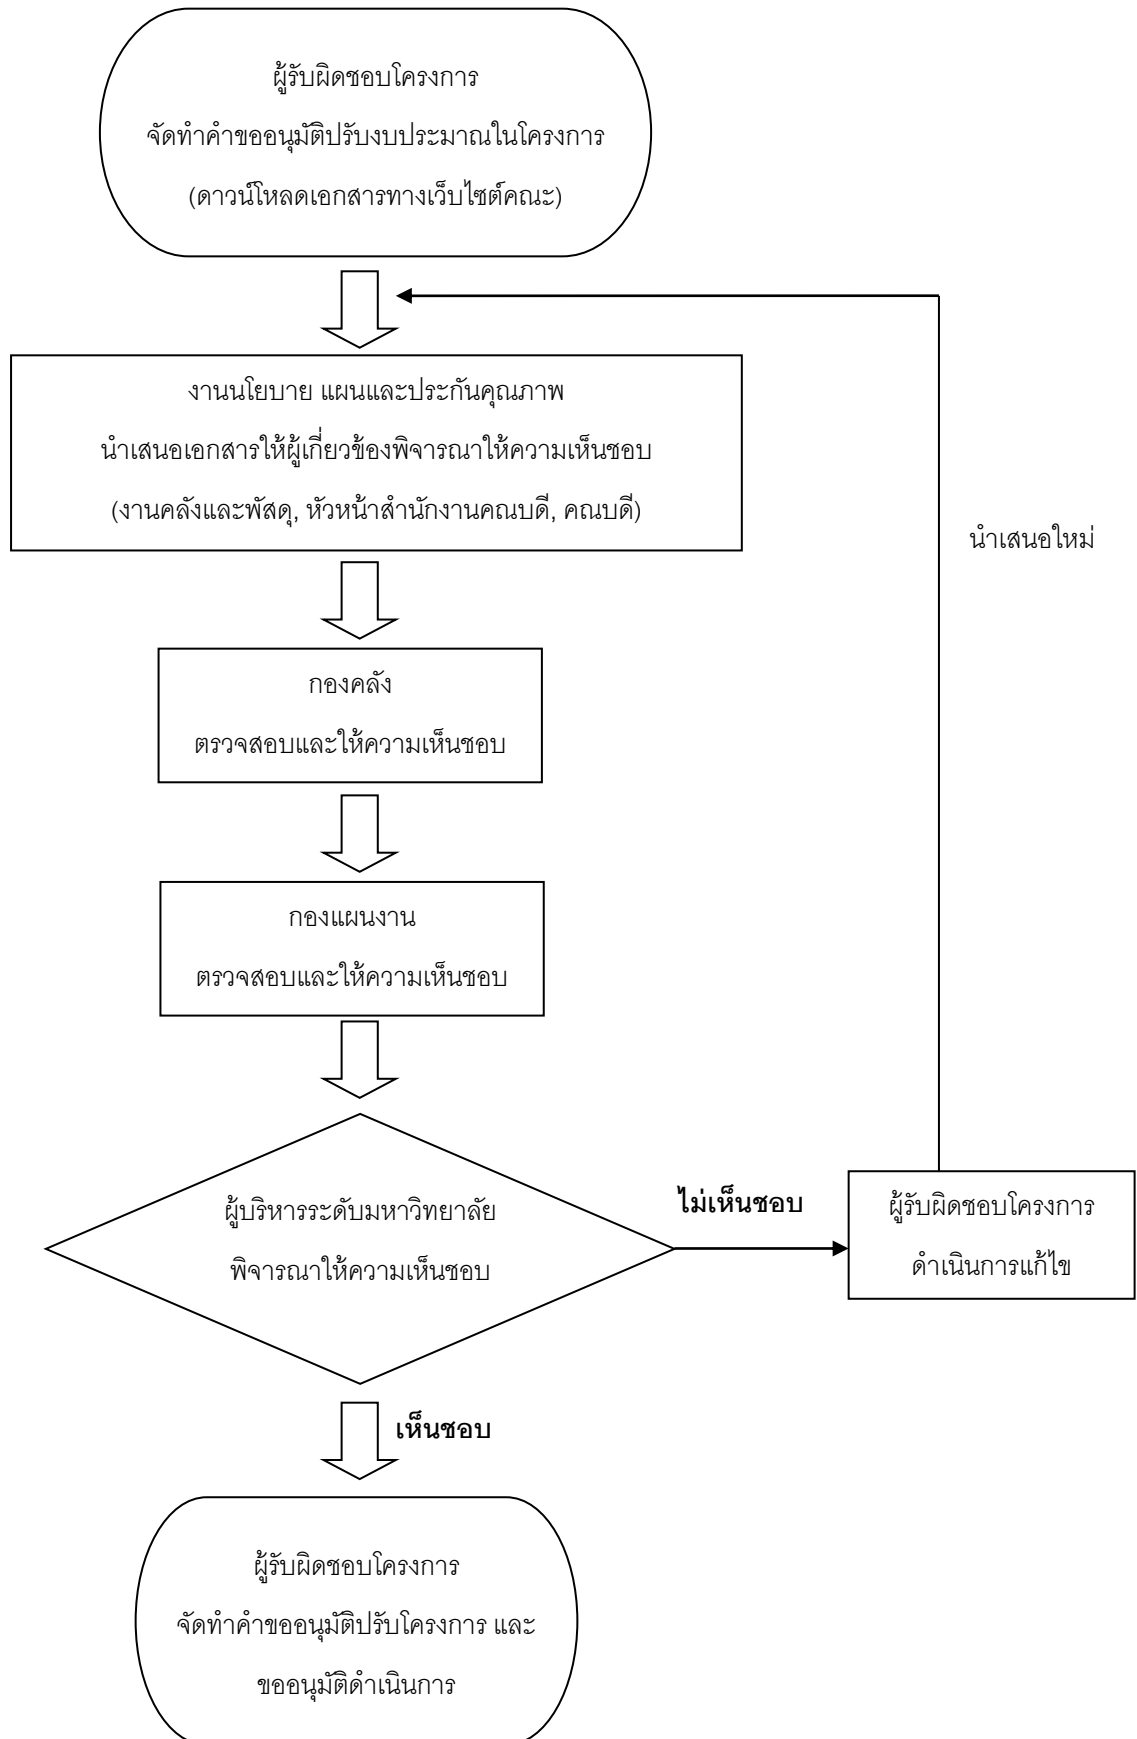 ผู้รับผิดชอบโครงการ
จัดทำคำขออนุมัติปรับงบประมาณในโครงการ
(ดาวน์โหลดเอกสารทางเว็บไซต์คณะ)
งานนโยบาย แผนและประกันคุณภาพ
นำเสนอเอกสารให้ผู้เกี่ยวข้องพิจารณาให้ความเห็นชอบ
(งานคลังและพัสดุ, หัวหน้าสำนักงานคณบดี, คณบดี)
นำเสนอใหม่
กองคลัง
ตรวจสอบและให้ความเห็นชอบ
กองแผนงาน
ตรวจสอบและให้ความเห็นชอบ
ผู้บริหารระดับมหาวิทยาลัย
พิจารณาให้ความเห็นชอบ
ไม่เห็นชอบ
ผู้รับผิดชอบโครงการ
ดำเนินการแก้ไข
เห็นชอบ
ผู้รับผิดชอบโครงการ
จัดทำคำขออนุมัติปรับโครงการ และ
ขออนุมัติดำเนินการ